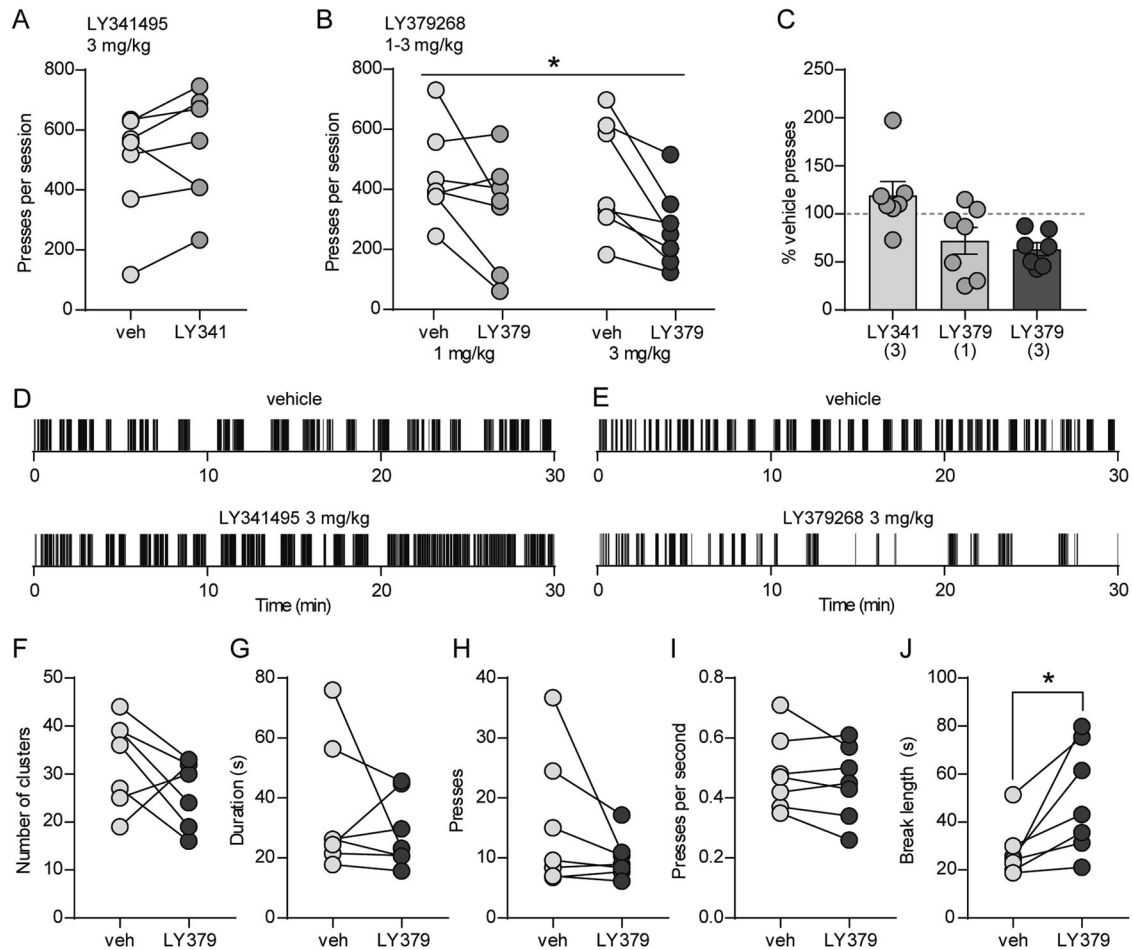 A
LY341495
3 mg/kg
Presses per session
800
600
400
200
0
veh LY341
B
LY379268
1-3 mg/kg
*
Presses per session
800
600
400
200
0
veh LY379 veh LY379
1 mg/kg 3 mg/kg
C
% vehicle presses
250
200
150
100
50
0
LY341 LY379 LY379
(3) (1) (3)
D
vehicle
0 10 20 30
LY341495 3 mg/kg
0 10 20 30
Time (min)
E
vehicle
0 10 20 30
LY379268 3 mg/kg
0 10 20 30
Time (min)
F
Number of clusters
50
40
30
20
10
0
veh LY379
G
Duration (s)
80
60
40
20
0
veh LY379
H
Presses
40
30
20
10
0
veh LY379
I
Presses per second
0.8
0.6
0.4
0.2
0.0
veh LY379
J
*
Break length (s)
100
80
60
40
20
0
veh LY379